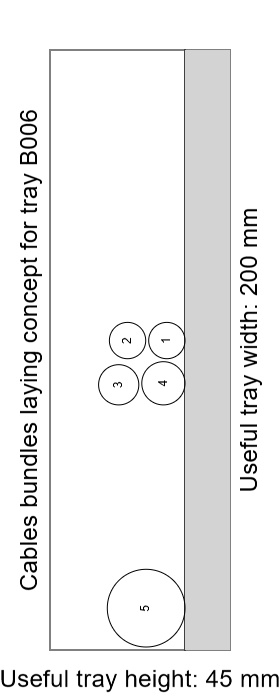 Cables bundles laying concept for tray B006
2
1
3
4
5
Useful tray width: 200 mm
Useful tray height: 45 mm